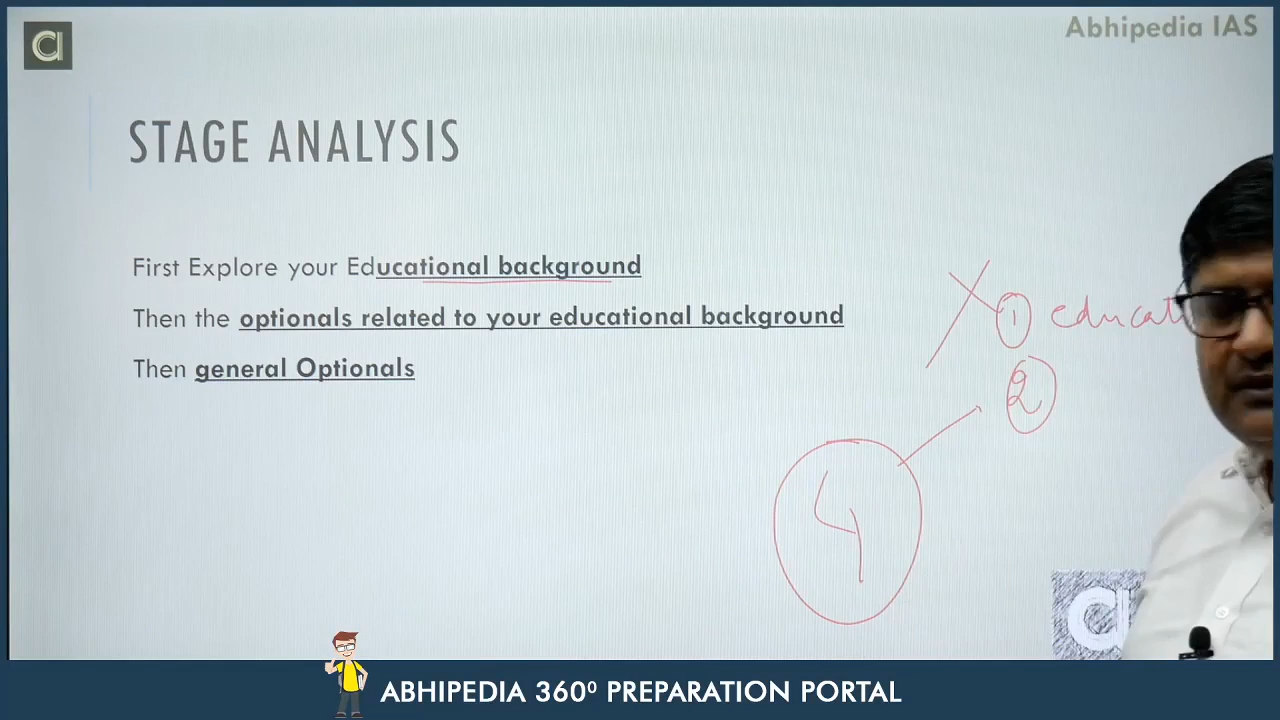 Abhipedia IAS
STAGE ANALYSIS
First Explore your Educational background
Then the optionals related to your educational background
Then general Optionals
1 educat
2
4
ABHIPEDIA 360⁰ PREPARATION PORTAL